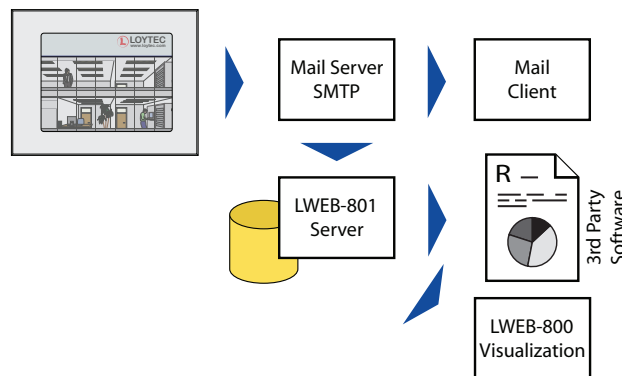 LOYTEC
www.loytec.com
Mail Server
SMTP
Mail
Client
LWEB-801
Server
R
3rd Party
Software
LWEB-800
Visualization